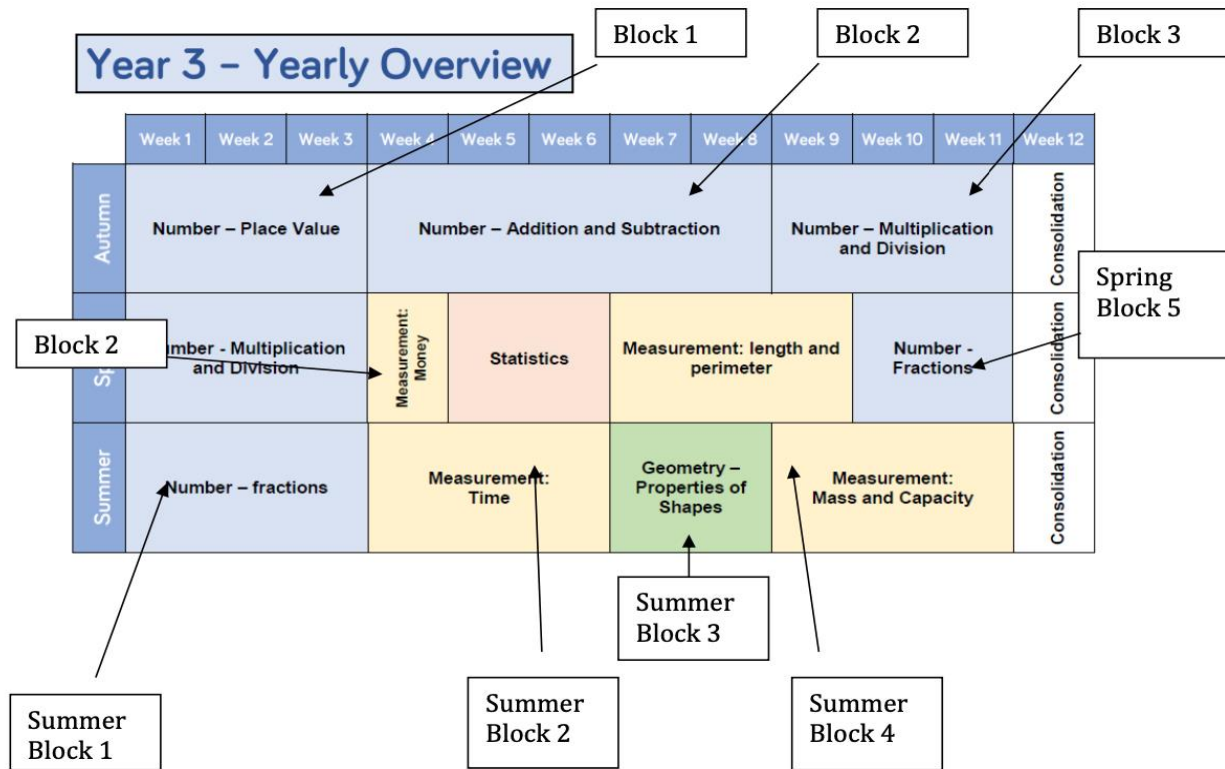 Block 1
Block 2
Block 3
Year 3 – Yearly Overview
Week 1 Week 2 Week 3 Week 4 Week 5 Week 6 Week 7 Week 8 Week 9 Week 10 Week 11 Week 12
Autumn
Number – Place Value
Number – Addition and Subtraction
Number – Multiplication
and Division
Consolidation
Spring
Block 5
Block 2
Sp
umber - Multiplication
and Division
Measurement:
Money
Statistics
Measurement: length and
perimeter
Number -
Fractions
Consolidation
Summer
Number – fractions
Measurement:
Time
Geometry –
Properties of
Shapes
Measurement:
Mass and Capacity
Consolidation
Summer
Block 3
Summer
Block 1
Summer
Block 2
Summer
Block 4